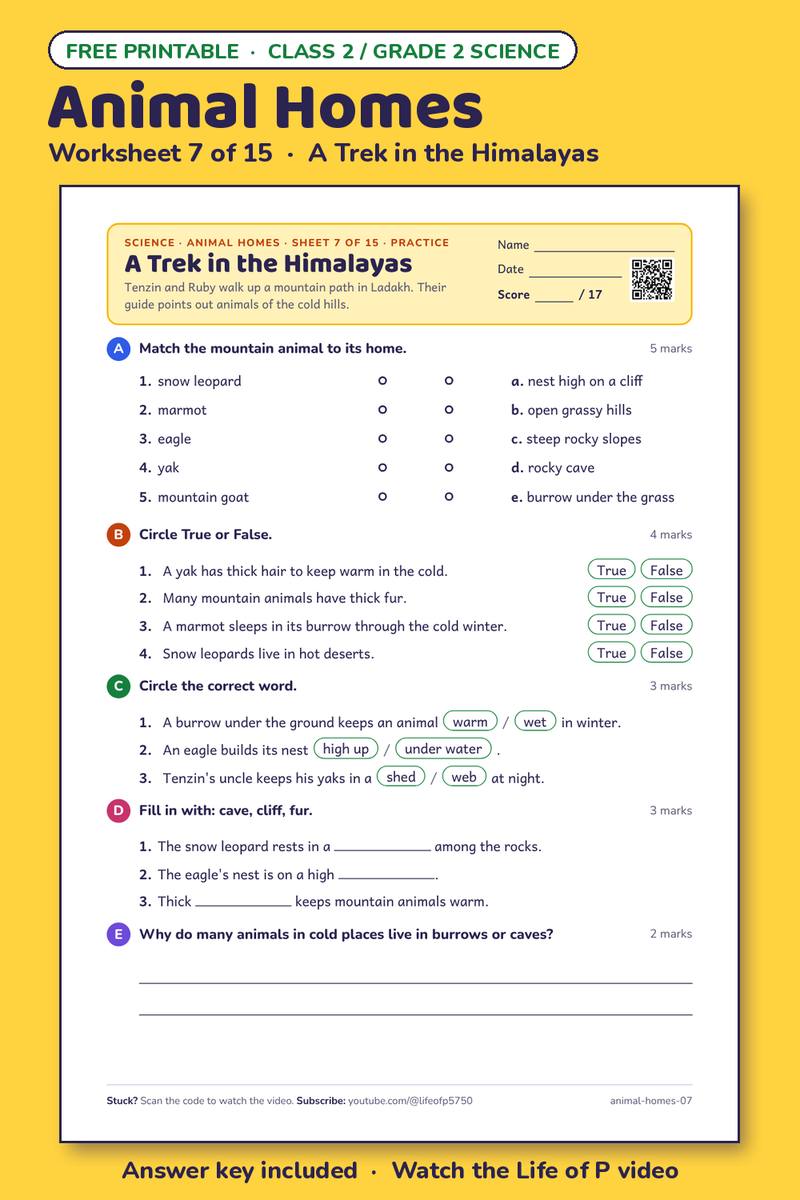 FREE PRINTABLE · CLASS 2 / GRADE 2 SCIENCE
Animal Homes
Worksheet 7 of 15 · A Trek in the Himalayas
SCIENCE · ANIMAL HOMES · SHEET 7 OF 15 · PRACTICE
A Trek in the Himalayas
Tenzin and Ruby walk up a mountain path in Ladakh. Their
guide points out animals of the cold hills.
Name
Date
Score / 17
A Match the mountain animal to its home. 5 marks
1. snow leopard a. nest high on a cliff
2. marmot b. open grassy hills
3. eagle c. steep rocky slopes
4. yak d. rocky cave
5. mountain goat e. burrow under the grass
B Circle True or False. 4 marks
1. A yak has thick hair to keep warm in the cold. True False
2. Many mountain animals have thick fur. True False
3. A marmot sleeps in its burrow through the cold winter. True False
4. Snow leopards live in hot deserts. True False
C Circle the correct word. 3 marks
1. A burrow under the ground keeps an animal warm / wet in winter.
2. An eagle builds its nest high up / under water .
3. Tenzin's uncle keeps his yaks in a shed / web at night.
D Fill in with: cave, cliff, fur. 3 marks
1. The snow leopard rests in a ____________ among the rocks.
2. The eagle's nest is on a high ____________.
3. Thick ____________ keeps mountain animals warm.
E Why do many animals in cold places live in burrows or caves? 2 marks
Stuck? Scan the code to watch the video. Subscribe: youtube.com/@lifeofp5750 animal-homes-07
Answer key included · Watch the Life of P video